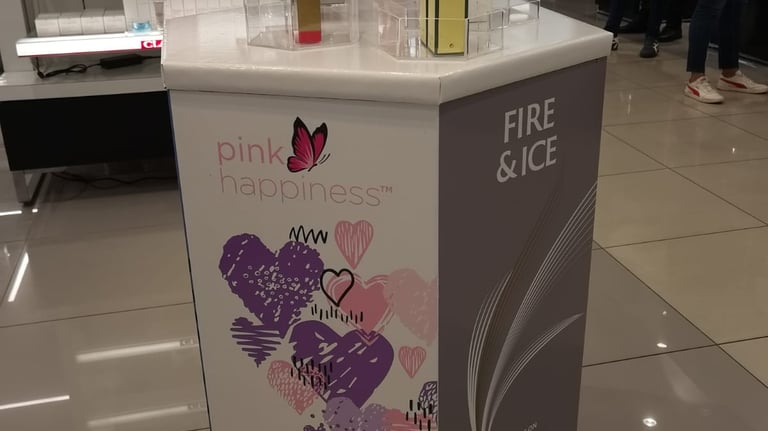 pink
happiness™
FIRE
& ICE